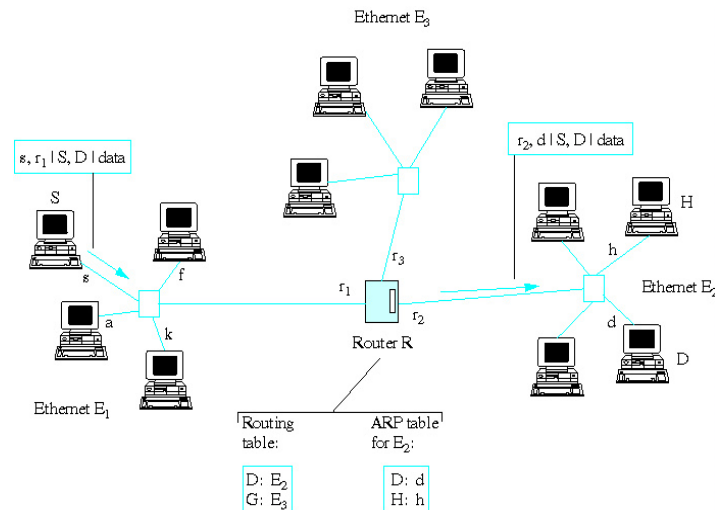 Ethernet E3
s, r1 | S, D | data
r2, d | S, D | data
S
H
s
f
a
k
r3
r1
r2
h
d
Ethernet E2
Router R
D
Ethernet E1
Routing table:
ARP table for E2:
D: E2
G: E3
D: d
H: h